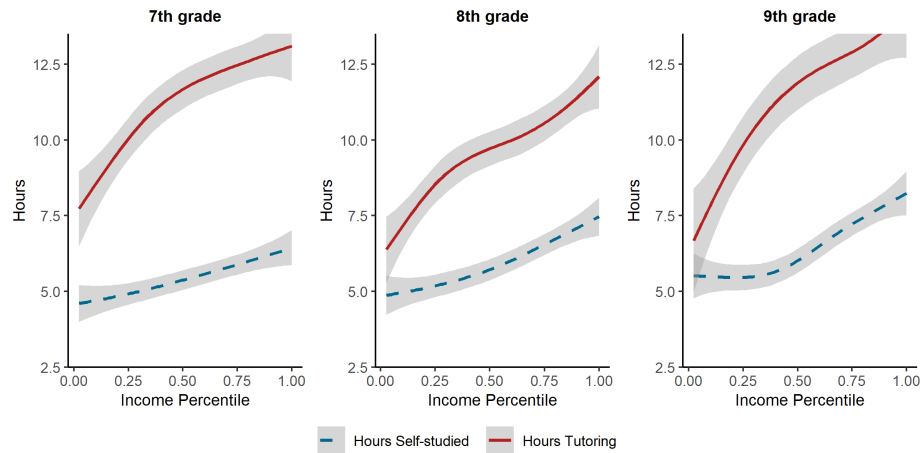 7th grade 8th grade 9th grade
Hours
12.5
10.0
7.5
5.0
2.5
0.00 0.25 0.50 0.75 1.00
Income Percentile
Hours
12.5
10.0
7.5
5.0
2.5
0.00 0.25 0.50 0.75 1.00
Income Percentile
Hours
12.5
10.0
7.5
5.0
2.5
0.00 0.25 0.50 0.75 1.00
Income Percentile
Hours Self-studied Hours Tutoring